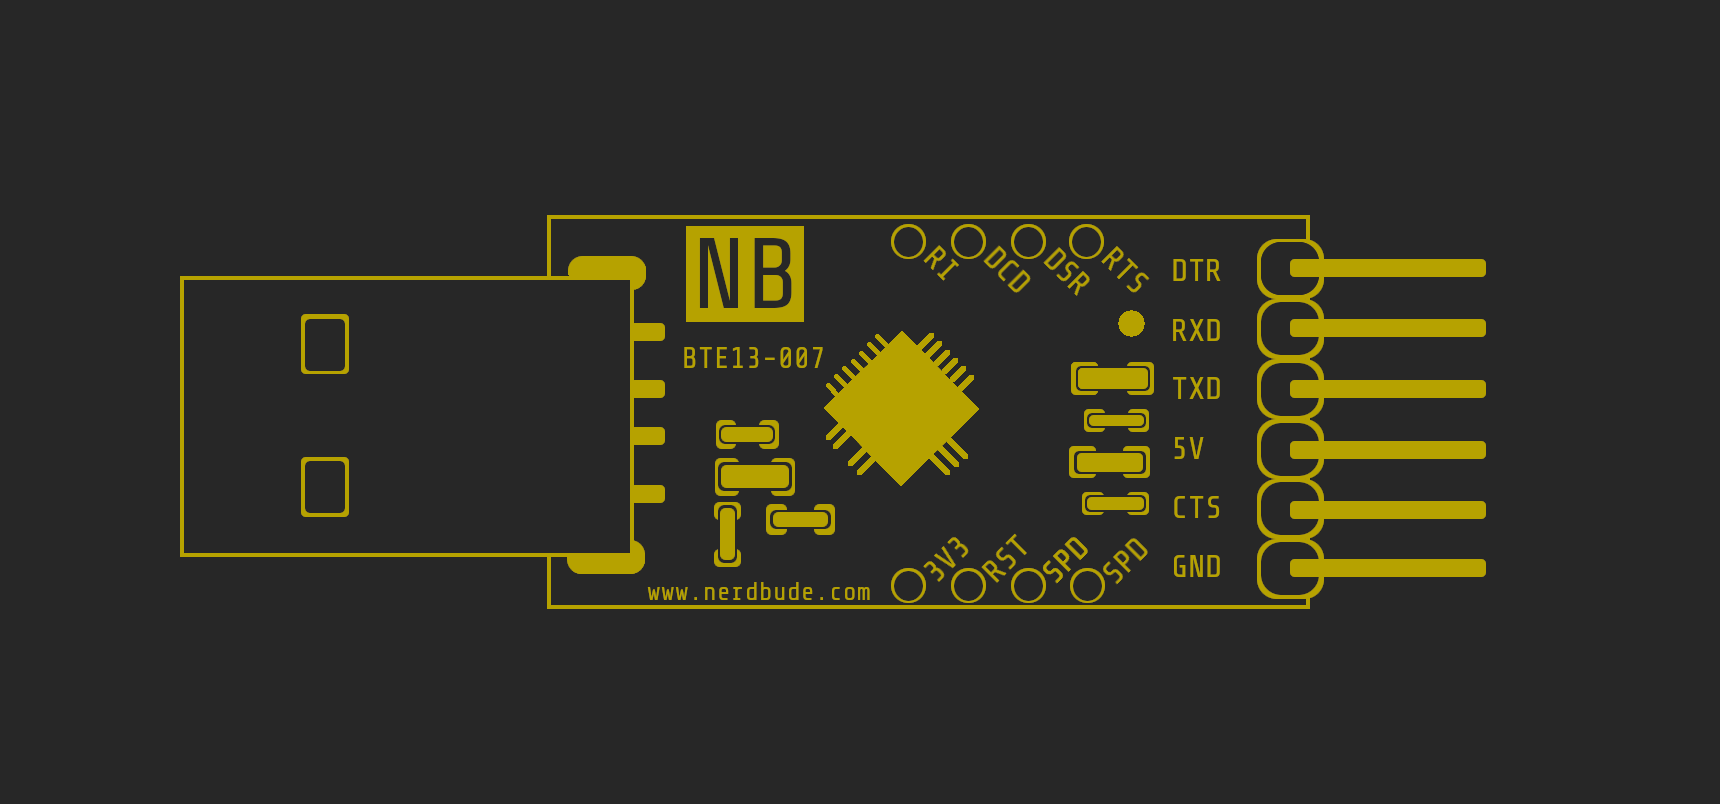 NB
RI
DCD
DSR
RTS
DTR
RXD
BTE13-007
TXD
5V
CTS
3V3
RST
SPD
SPD
GND
www.nerdbude.com